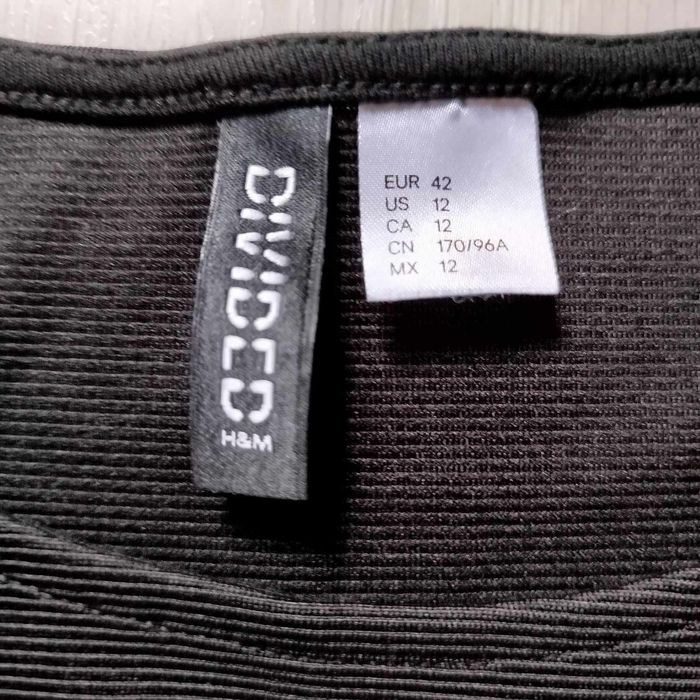 DIVIDED
H&M
EUR 42
US 12
CA 12
CN 170/96A
MX 12